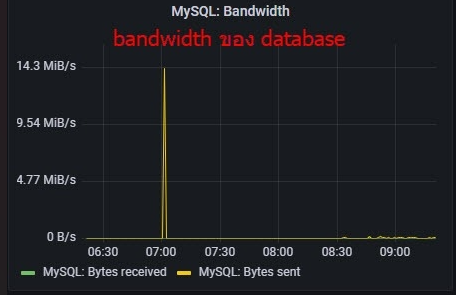 MySQL: Bandwidth
bandwidth ของ database
14.3 MiB/s
9.54 MiB/s
4.77 MiB/s
0 B/s
06:30 07:00 07:30 08:00 08:30 09:00
MySQL: Bytes received MySQL: Bytes sent